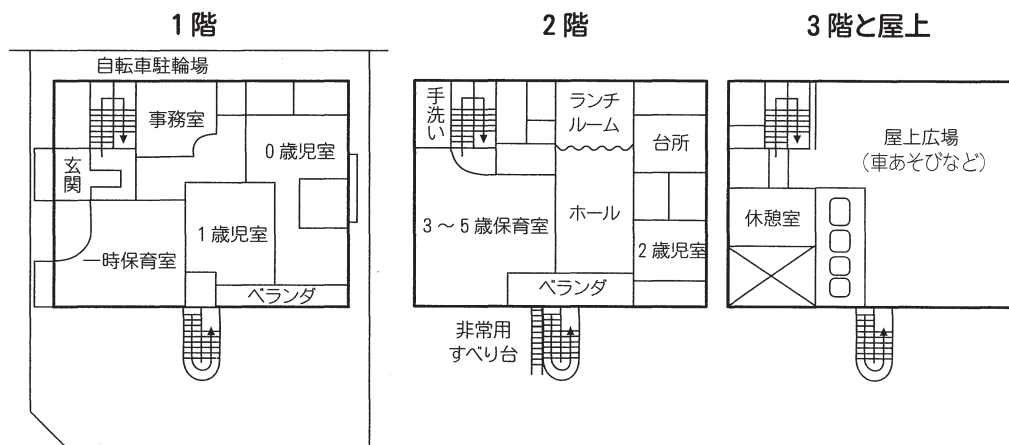 1階
自転車駐輪場
事務室
0歳児室
玄関
1歳児室
一時保育室
ベランダ
2階
手洗い
ランチ
ルーム
台所
3〜5歳保育室
ホール
2歳児室
ベランダ
非常用
すべり台
3階と屋上
屋上広場
(車あそびなど)
休憩室